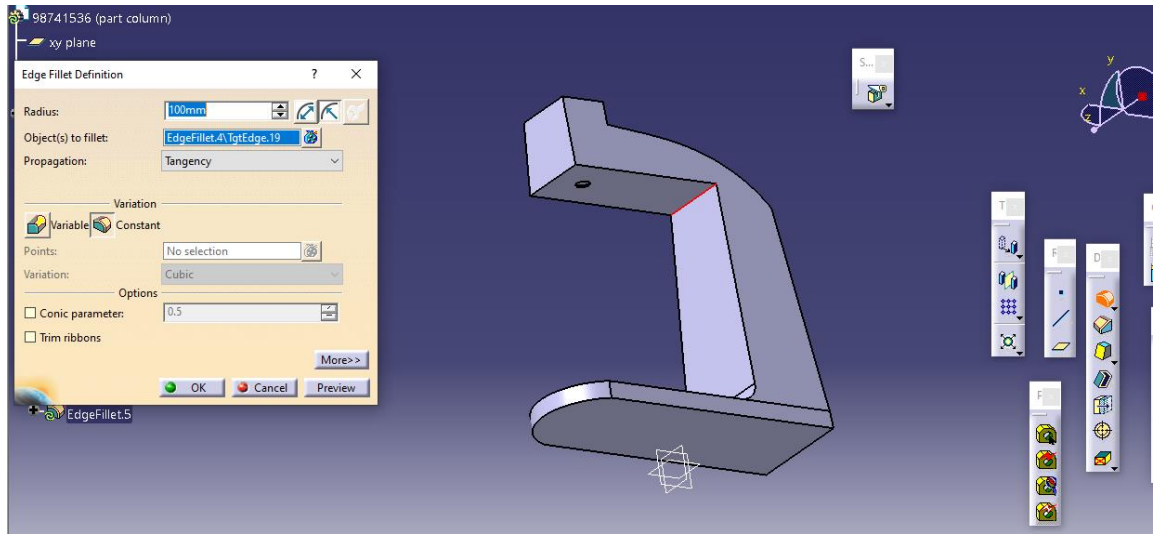 98741536 (part column)
xy plane
Edge Fillet Definition ? X
Radius: 100mm
Object(s) to fillet: EdgeFillet.4\TgtEdge.19
Propagation: Tangency
Variation
Variable Constant
Points: No selection
Variation: Cubic
Options
Conic parameter: 0.5
Trim ribbons
More>>
OK Cancel Preview
EdgeFillet.5
S...
y
x
z
T
F
D
F